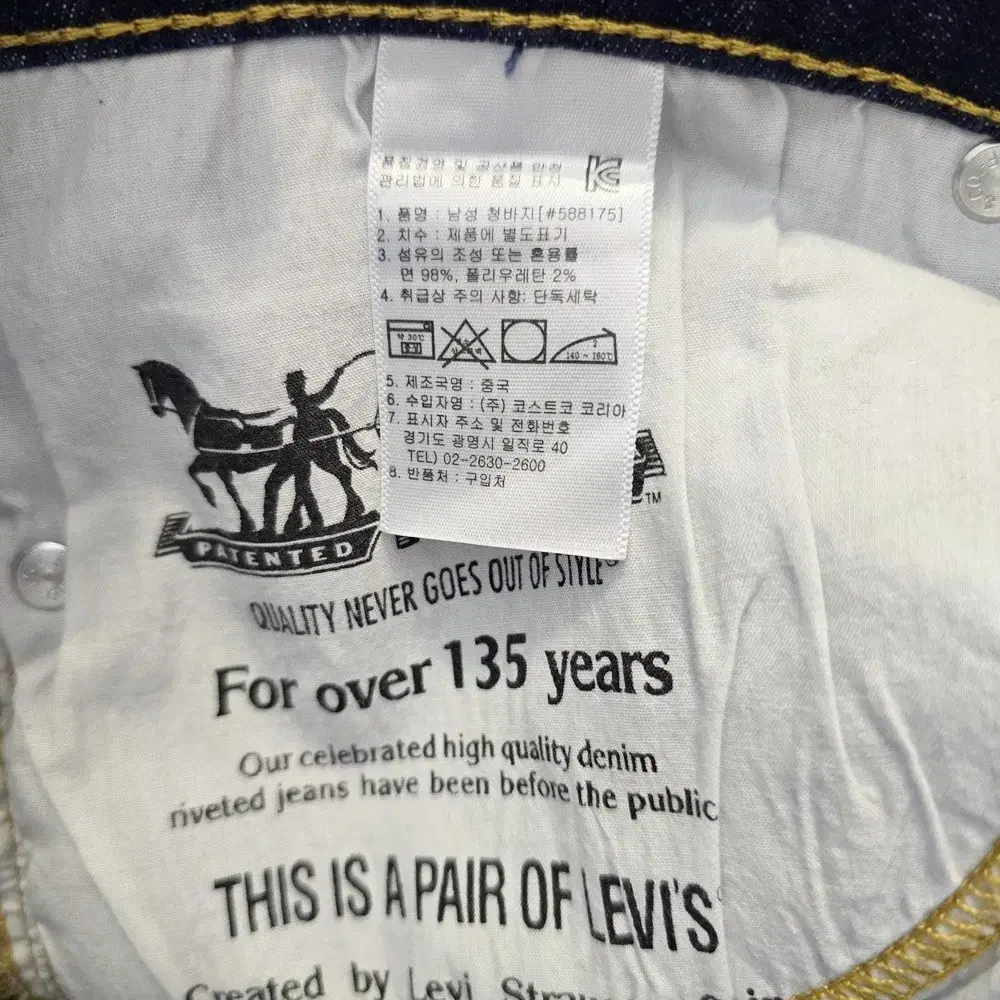 품질경영 및 공산품 안전
관리법에 의한 품질 표시
1. 품명 : 남성 청바지[#588175]
2. 치수 : 제품에 별도표기
3. 섬유의 조성 또는 혼용률
면 98%, 폴리우레탄 2%
4. 취급상 주의 사항: 단독세탁
약 30℃
140 ~ 160℃
5. 제조국명 : 중국
6. 수입자명 : (주) 코스트코 코리아
7. 표시자 주소 및 전화번호
경기도 광명시 일직로 40
TEL) 02-2630-2600
8. 반품처 : 구입처
TM
PATENTED
QUALITY NEVER GOES OUT OF STYLE®
For over 135 years
Our celebrated high quality denim
riveted jeans have been before the public
THIS IS A PAIR OF LEVI'S
Created by Levi